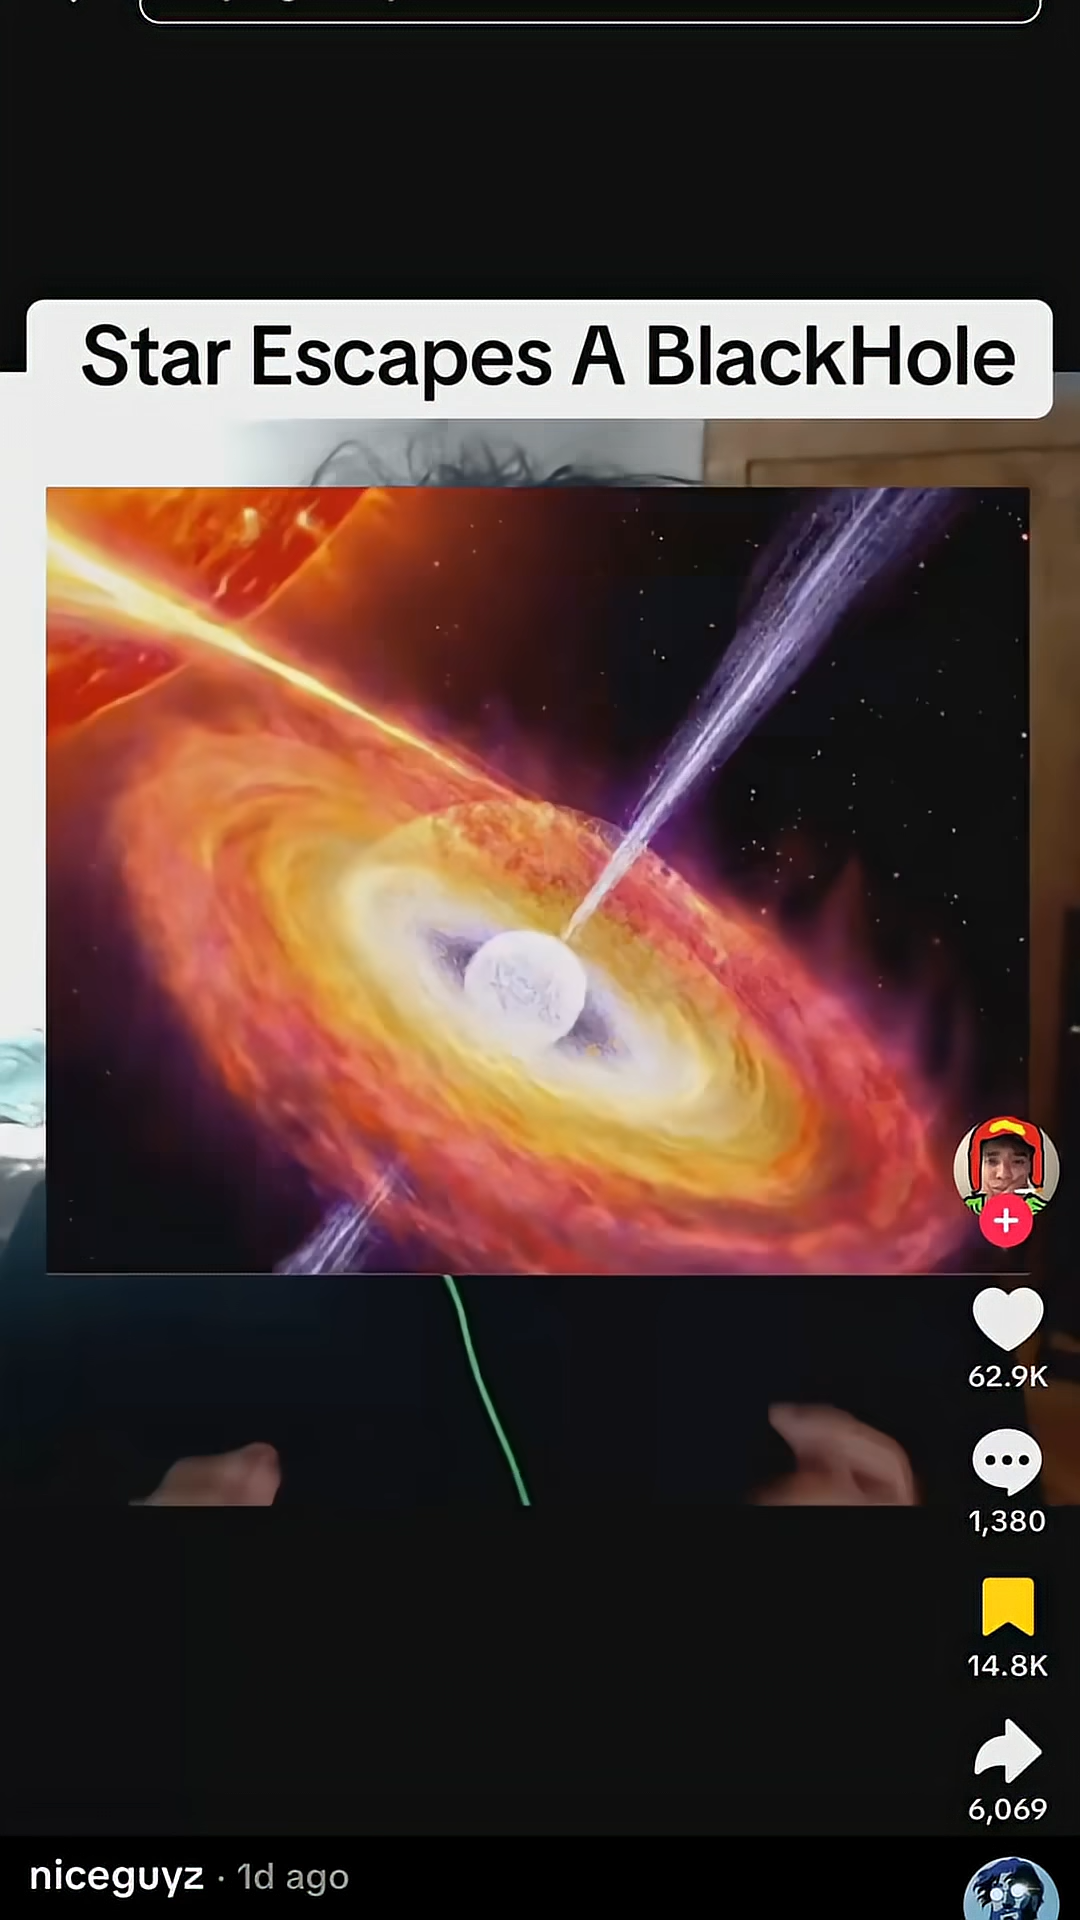 Star Escapes A BlackHole
62.9K
1,380
14.8K
6,069
niceguyz · 1d ago